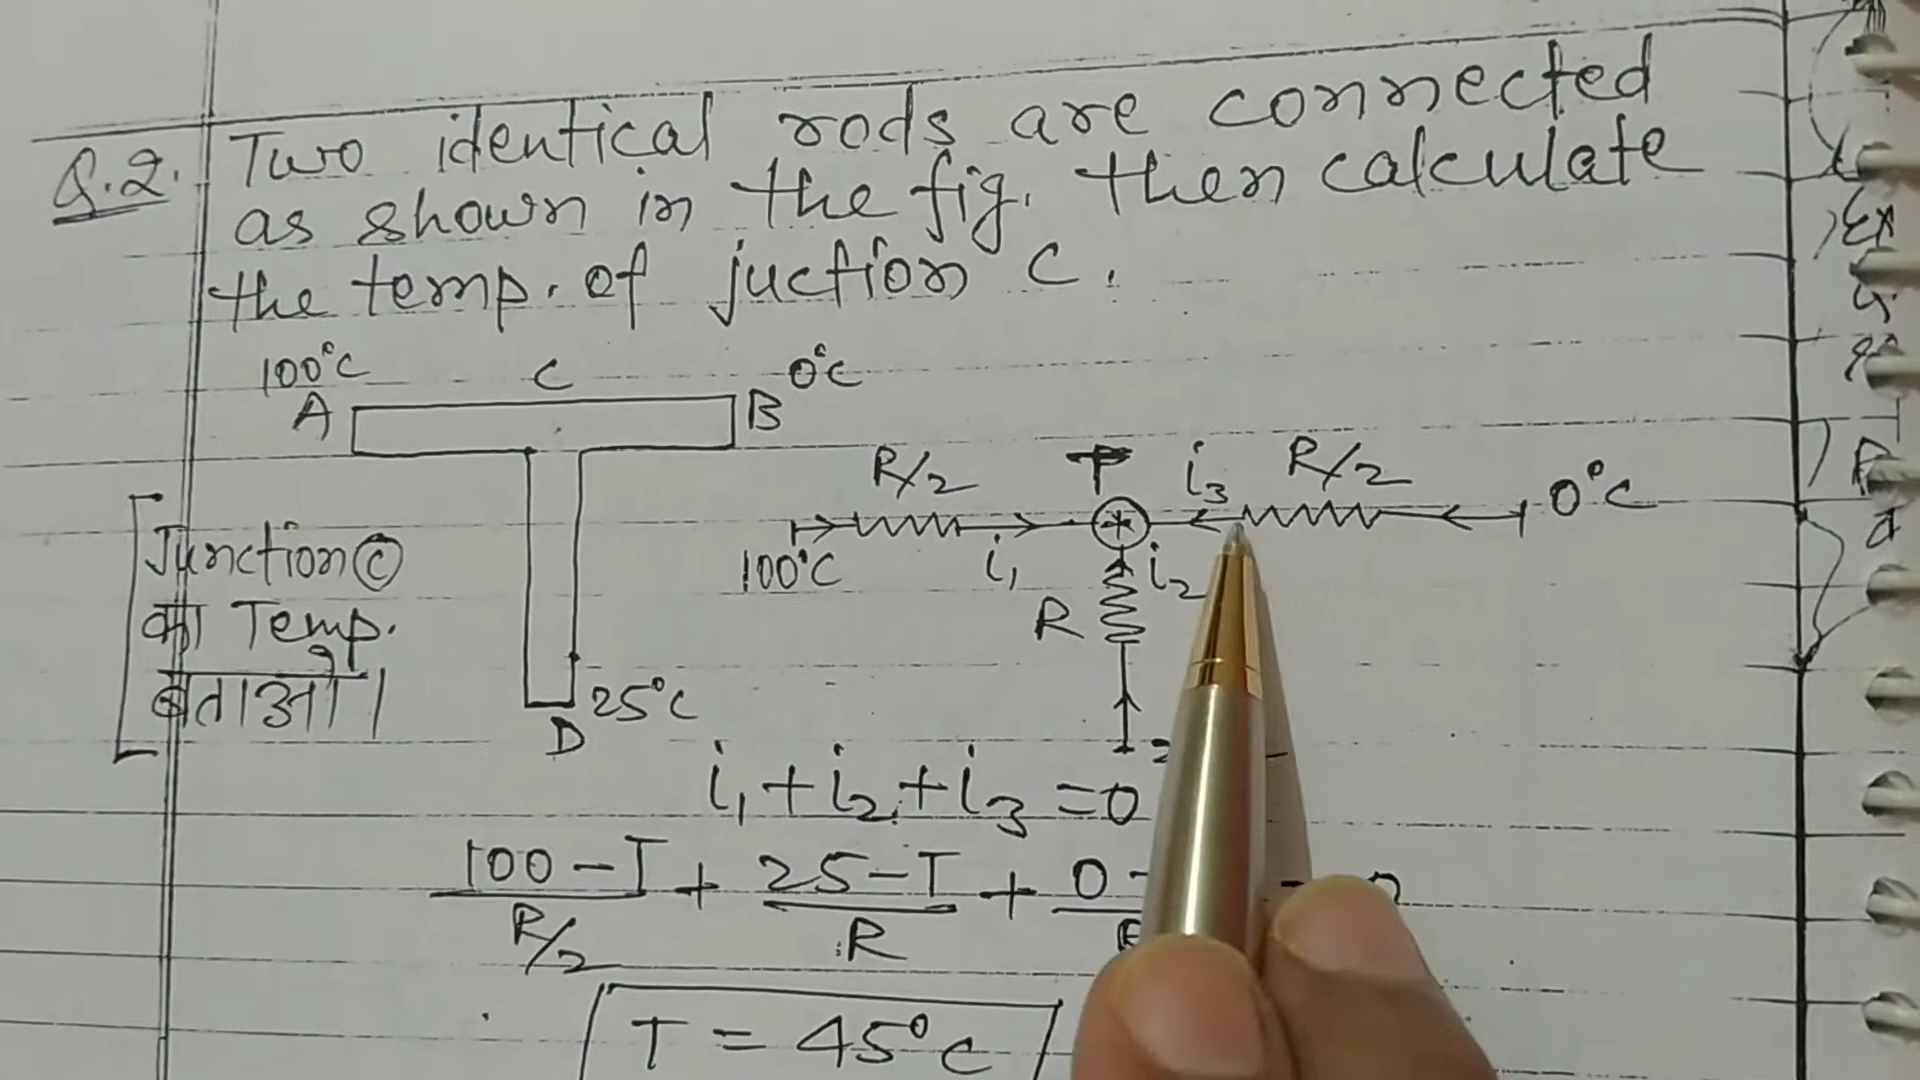 Q.2. Two identical rods are connected
as shown in the fig. then calculate
the temp. of juction C.
100°C C 0°C
A B
R/2 T i3 R/2 0°C
100°C i1 i2
R
Junction ©
का Temp.
बताओ।
25°C
D
i1+i2+i3=0
100-T/R/2 + 25-T/R + 0-
T = 45°C
Ex